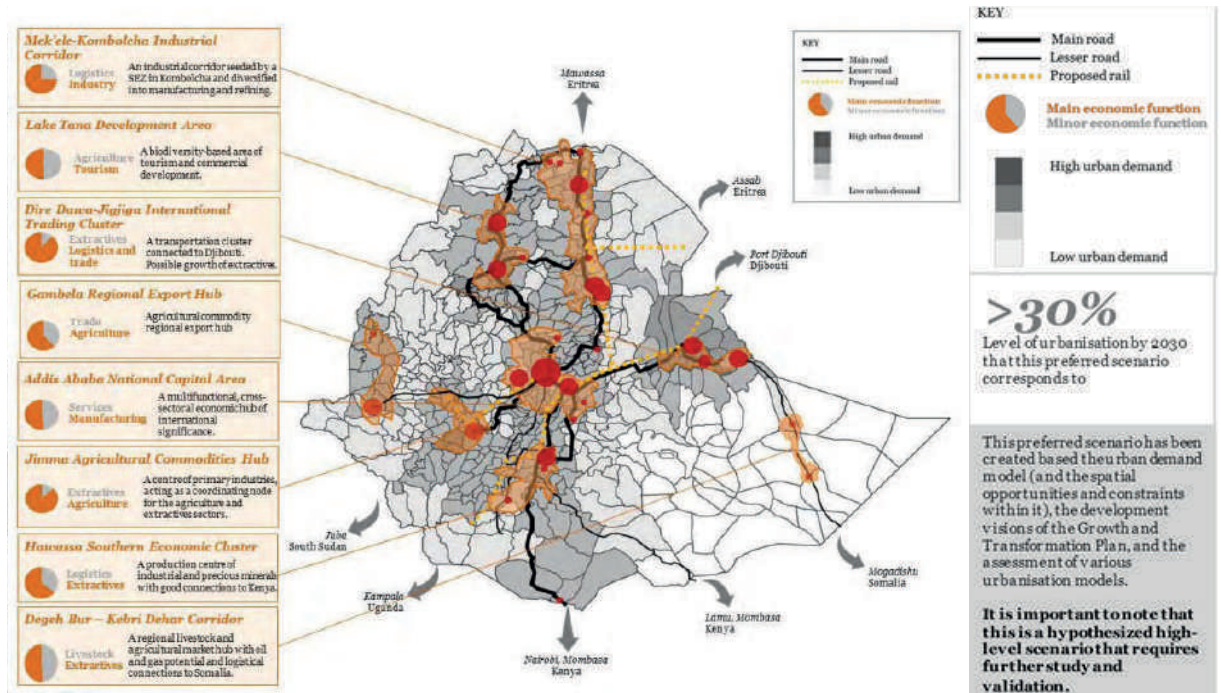 Mek'ele-Kombolcha Industrial
Corridor
Logistics
Industry
An industrial corridor seeded by a
SEZ in Kombolcha and diversified
into manufacturing and refining.
Lake Tana Development Area
Agriculture
Tourism
A biodiversity-based area of
tourism and commercial
development.
Dire Dawa-Jigjiga International
Trading Cluster
Extractives
Logistics and
trade
A transportation cluster
connected to Djibouti.
Possible growth of extractives.
Gambela Regional Export Hub
Trade
Agriculture
Agricultural commodity
regional export hub
Addis Ababa National Capital Area
Services
Manufacturing
A multifunctional, cross-
sectoral economic hub of
international
significance.
Jimma Agricultural Commodities Hub
Extractives
Agriculture
A centre of primary industries,
acting as a coordinating node
for the agriculture and
extractives sectors.
Hawassa Southern Economic Cluster
Logistics
Extractives
A production centre of
industrial and precious minerals
with good connections to Kenya.
Degeh Bur – Kebri Dehar Corridor
Livestock
Extractives
A regional livestock and
agricultural market hub with oil
and gas potential and logistical
connections to Somalia.
Mawassa
Eritrea
Assab
Eritrea
Port Djibouti
Djibouti
Juba
South Sudan
Kampala
Uganda
Nairobi, Mombasa
Kenya
Lamu, Mombasa
Kenya
Mogadishu
Somalia
KEY
Main road
Lesser road
Proposed rail
Main economic function
Minor economic functions
High urban demand
Low urban demand
KEY
Main road
Lesser road
Proposed rail
Main economic function
Minor economic function
High urban demand
Low urban demand
>30%
Level of urbanisation by 2030
that this preferred scenario
corresponds to
This preferred scenario has been
created based the urban demand
model (and the spatial
opportunities and constraints
within it), the development
visions of the Growth and
Transformation Plan, and the
assessment of various
urbanisation models.
It is important to note that
this is a hypothesized high-
level scenario that requires
further study and
validation.